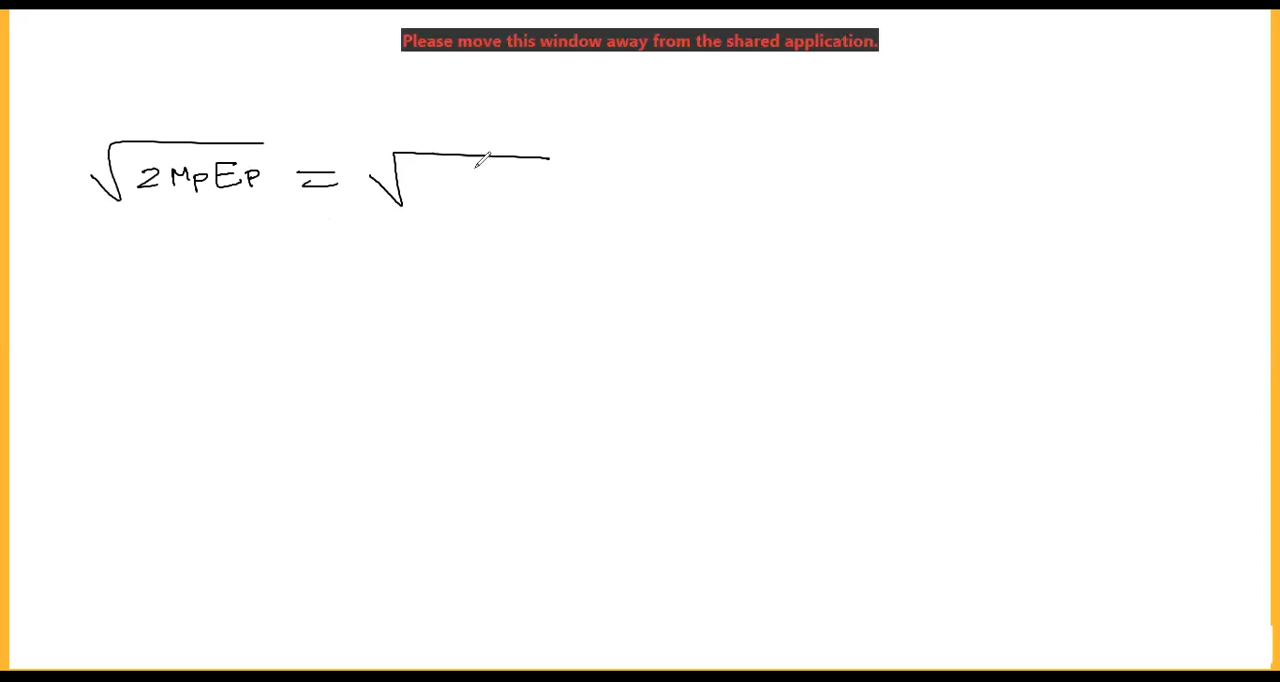 Please move this window away from the shared application.
√2MpEp = √